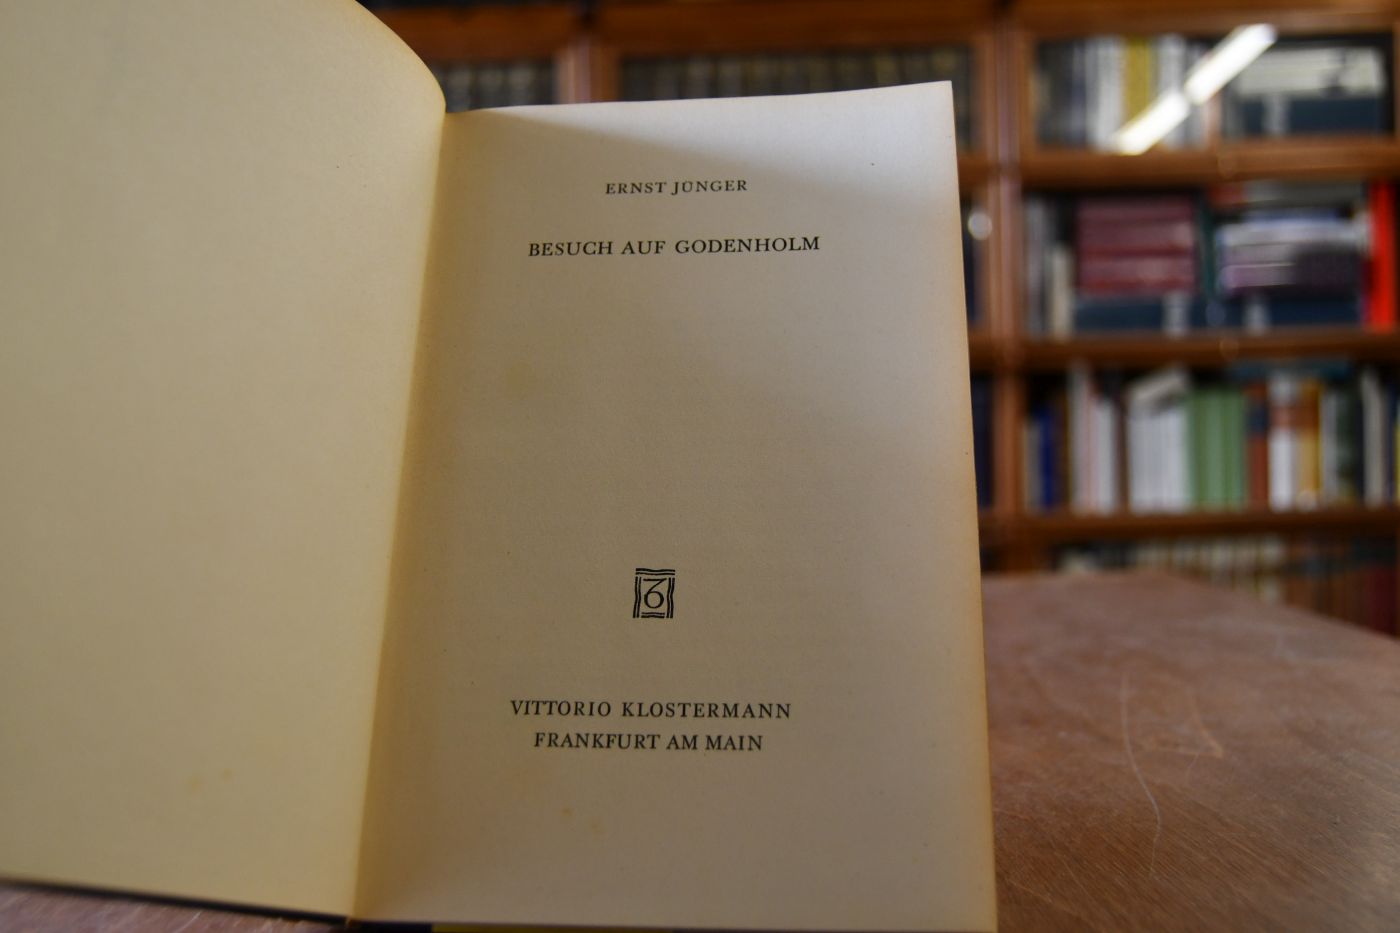 ERNST JÜNGER
BESUCH AUF GODENHOLM
VITTORIO KLOSTERMANN
FRANKFURT AM MAIN